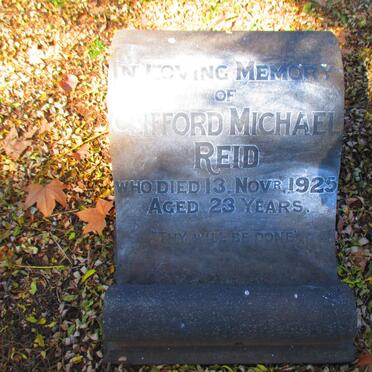 IN LOVING MEMORY
OF
CLIFFORD MICHAEL
REID
WHO DIED 13. NOVR. 1925
AGED 23 YEARS.
"THY WILL BE DONE"